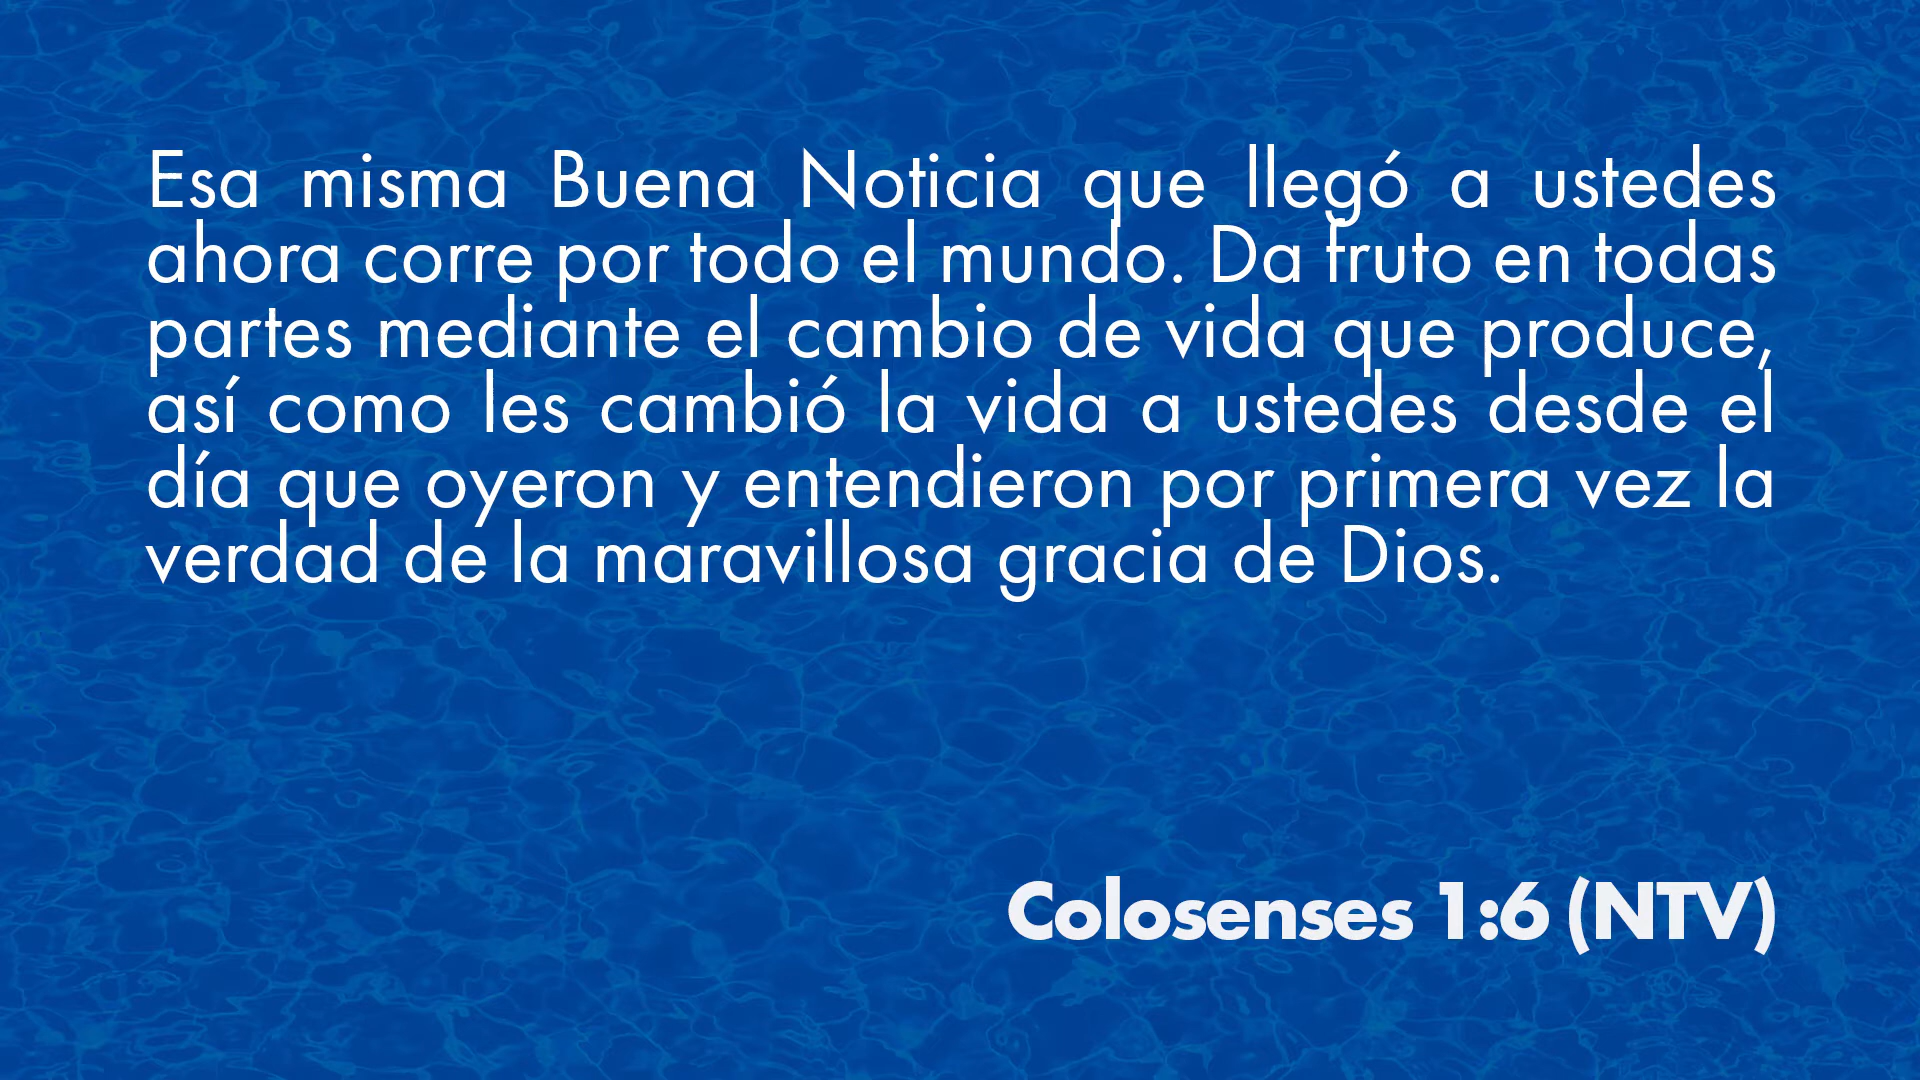 Esa misma Buena Noticia que llegó a ustedes
ahora corre por todo el mundo. Da fruto en todas
partes mediante el cambio de vida que produce,
así como les cambió la vida a ustedes desde el
día que oyeron y entendieron por primera vez la
verdad de la maravillosa gracia de Dios.
Colosenses 1:6 (NTV)